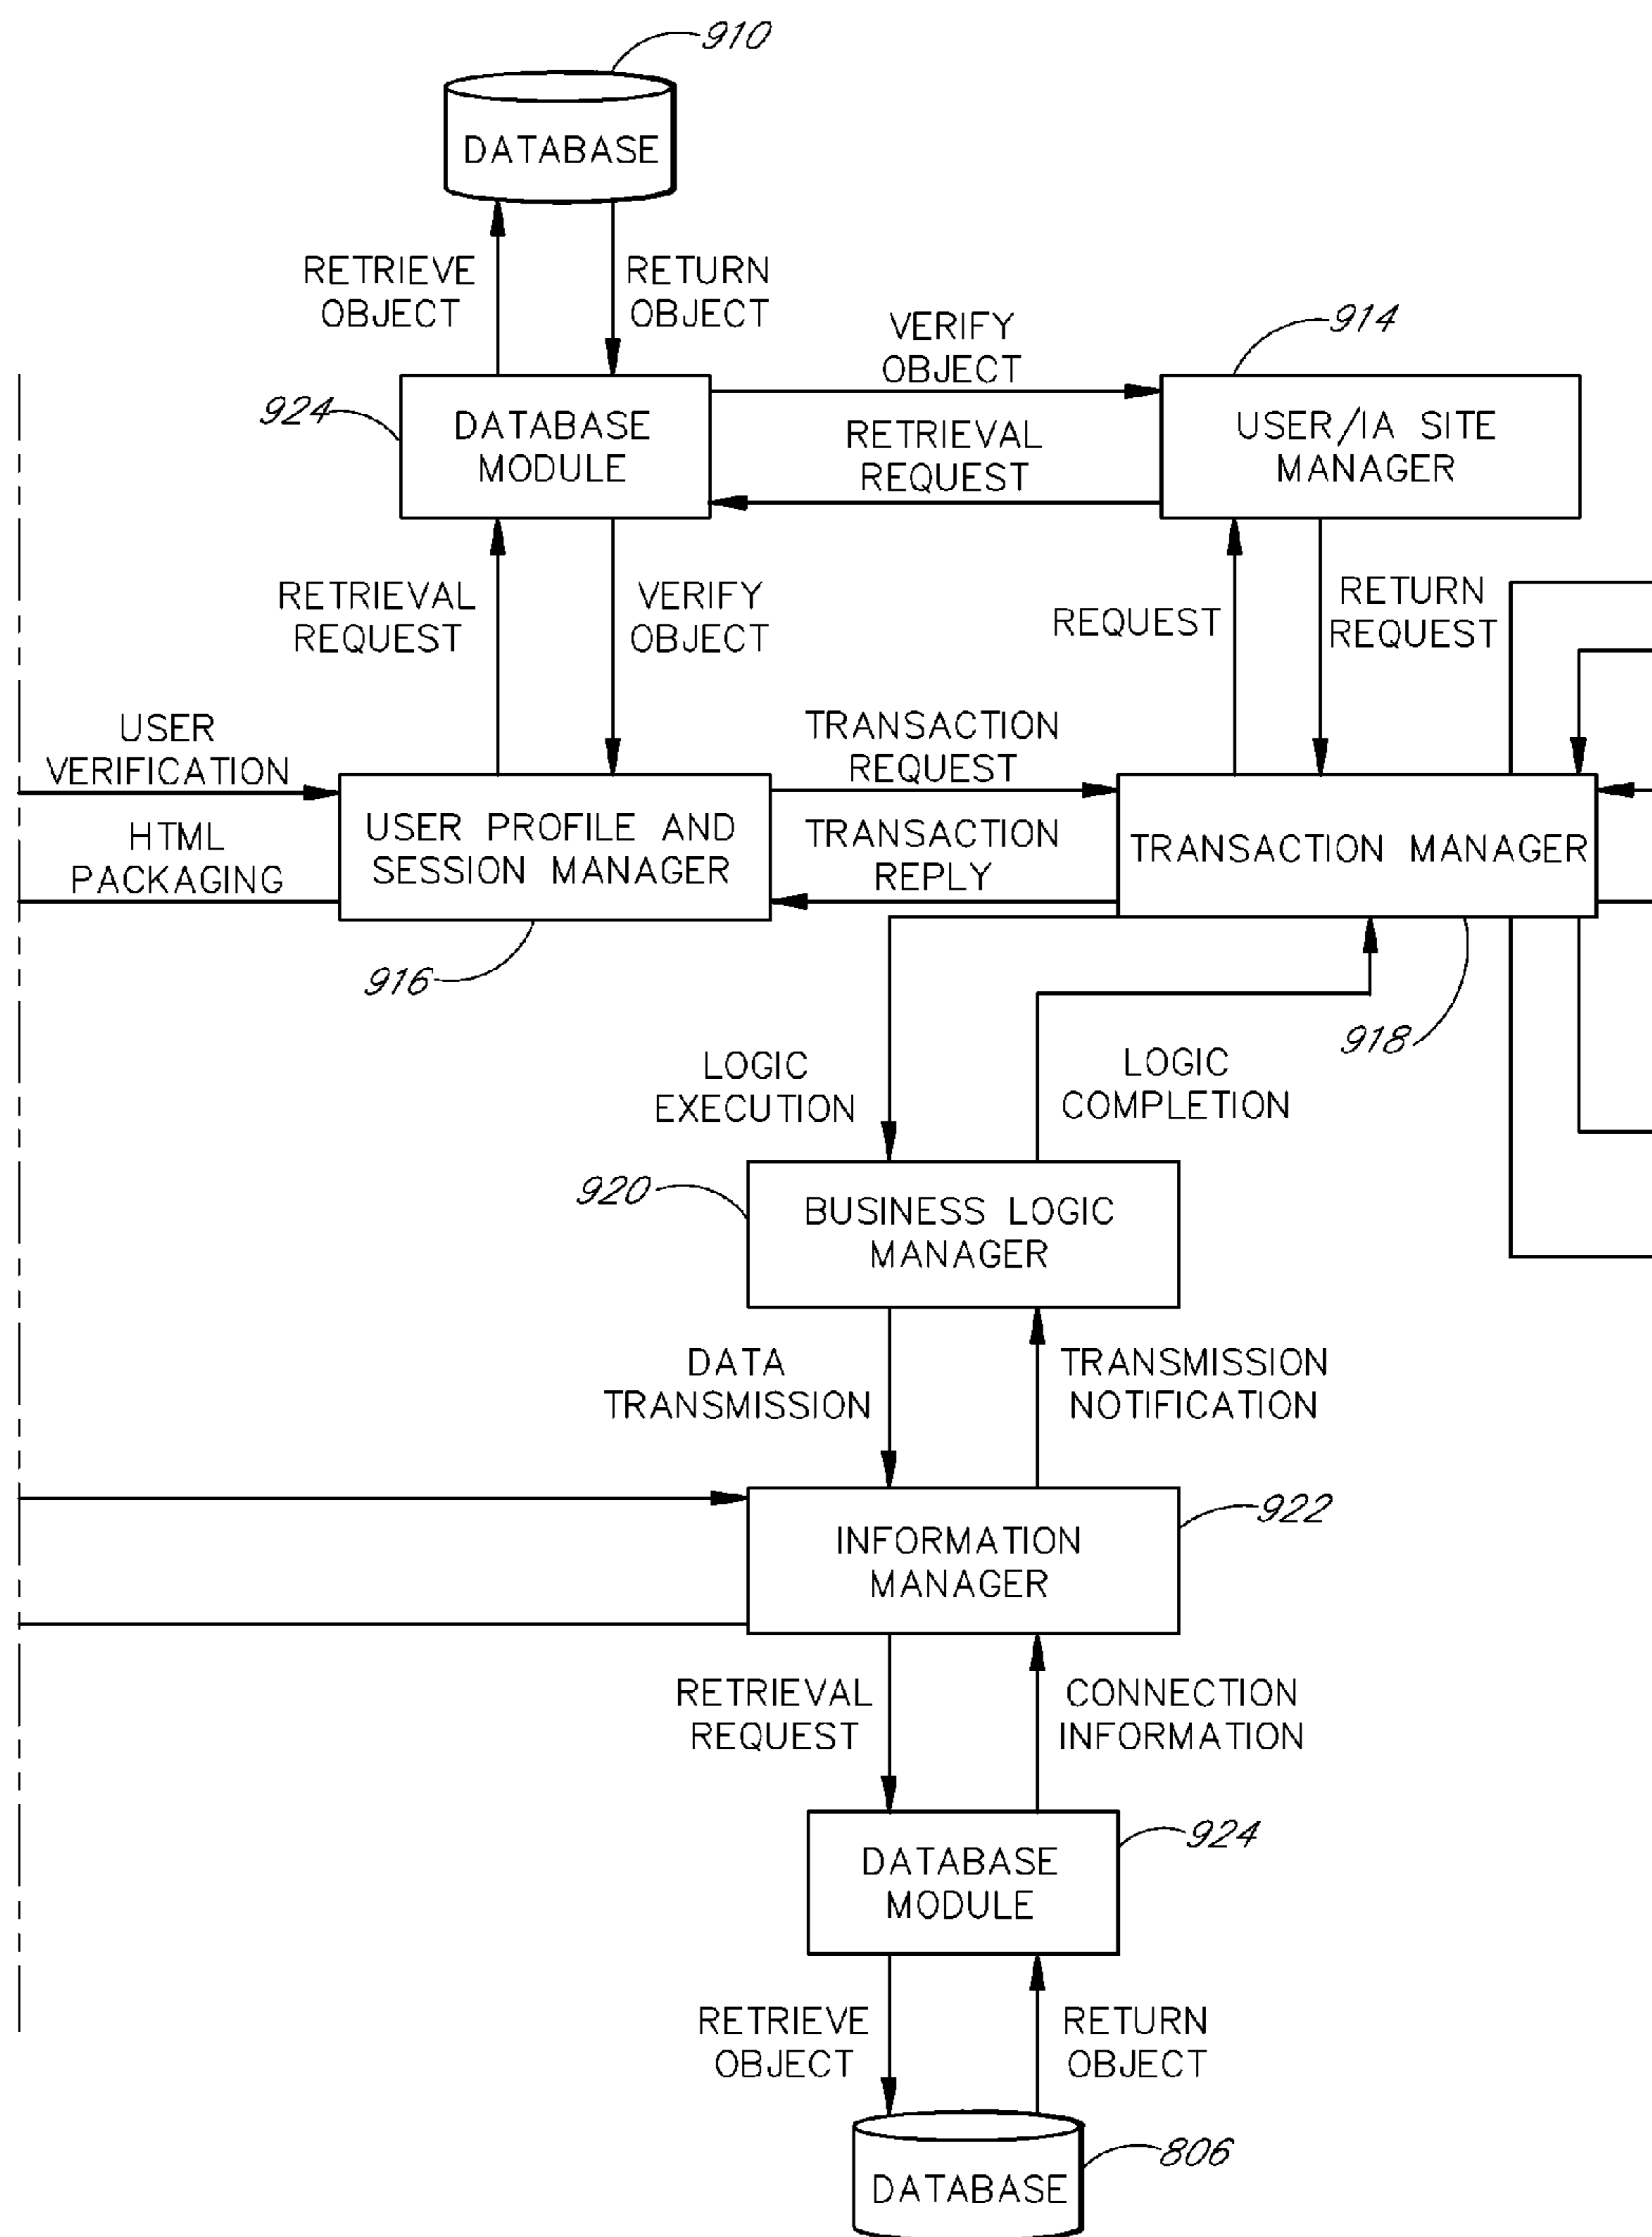 910
DATABASE
RETRIEVE
OBJECT
RETURN
OBJECT
VERIFY
OBJECT
914
924
DATABASE
MODULE
RETRIEVAL
REQUEST
USER/IA SITE
MANAGER
RETRIEVAL
REQUEST
VERIFY
OBJECT
REQUEST
RETURN
REQUEST
USER
VERIFICATION
TRANSACTION
REQUEST
HTML
PACKAGING
USER PROFILE AND
SESSION MANAGER
TRANSACTION
REPLY
TRANSACTION MANAGER
916
918
LOGIC
EXECUTION
LOGIC
COMPLETION
920
BUSINESS LOGIC
MANAGER
DATA
TRANSMISSION
TRANSMISSION
NOTIFICATION
922
INFORMATION
MANAGER
RETRIEVAL
REQUEST
CONNECTION
INFORMATION
924
DATABASE
MODULE
RETRIEVE
OBJECT
RETURN
OBJECT
806
DATABASE